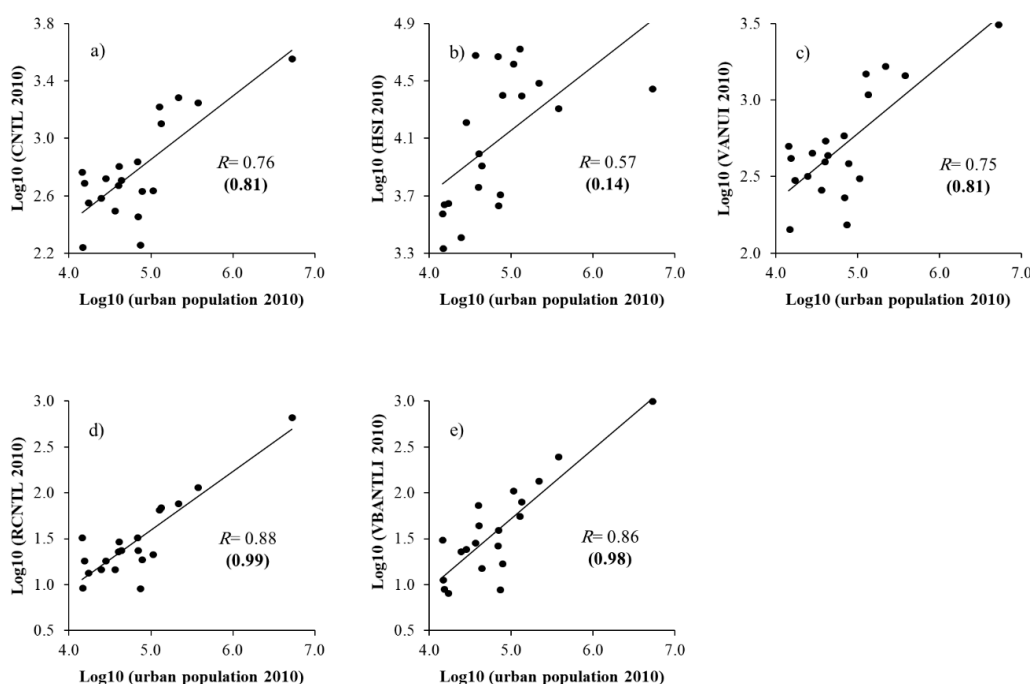 a)
Log10 (CNTL 2010)
3.8
3.4
3.0
2.6
2.2
R= 0.76
(0.81)
4.0 5.0 6.0 7.0
Log10 (urban population 2010)
b)
Log10 (HSI 2010)
4.9
4.5
4.1
3.7
3.3
R= 0.57
(0.14)
4.0 5.0 6.0 7.0
Log10 (urban population 2010)
c)
Log10 (VANUI 2010)
3.5
3.0
2.5
2.0
R= 0.75
(0.81)
4.0 5.0 6.0 7.0
Log10 (urban population 2010)
d)
Log10 (RCNTL 2010)
3.0
2.5
2.0
1.5
1.0
0.5
R= 0.88
(0.99)
4.0 5.0 6.0 7.0
Log10 (urban population 2010)
e)
Log10 (VBANTLI 2010)
3.0
2.5
2.0
1.5
1.0
0.5
R= 0.86
(0.98)
4.0 5.0 6.0 7.0
Log10 (urban population 2010)